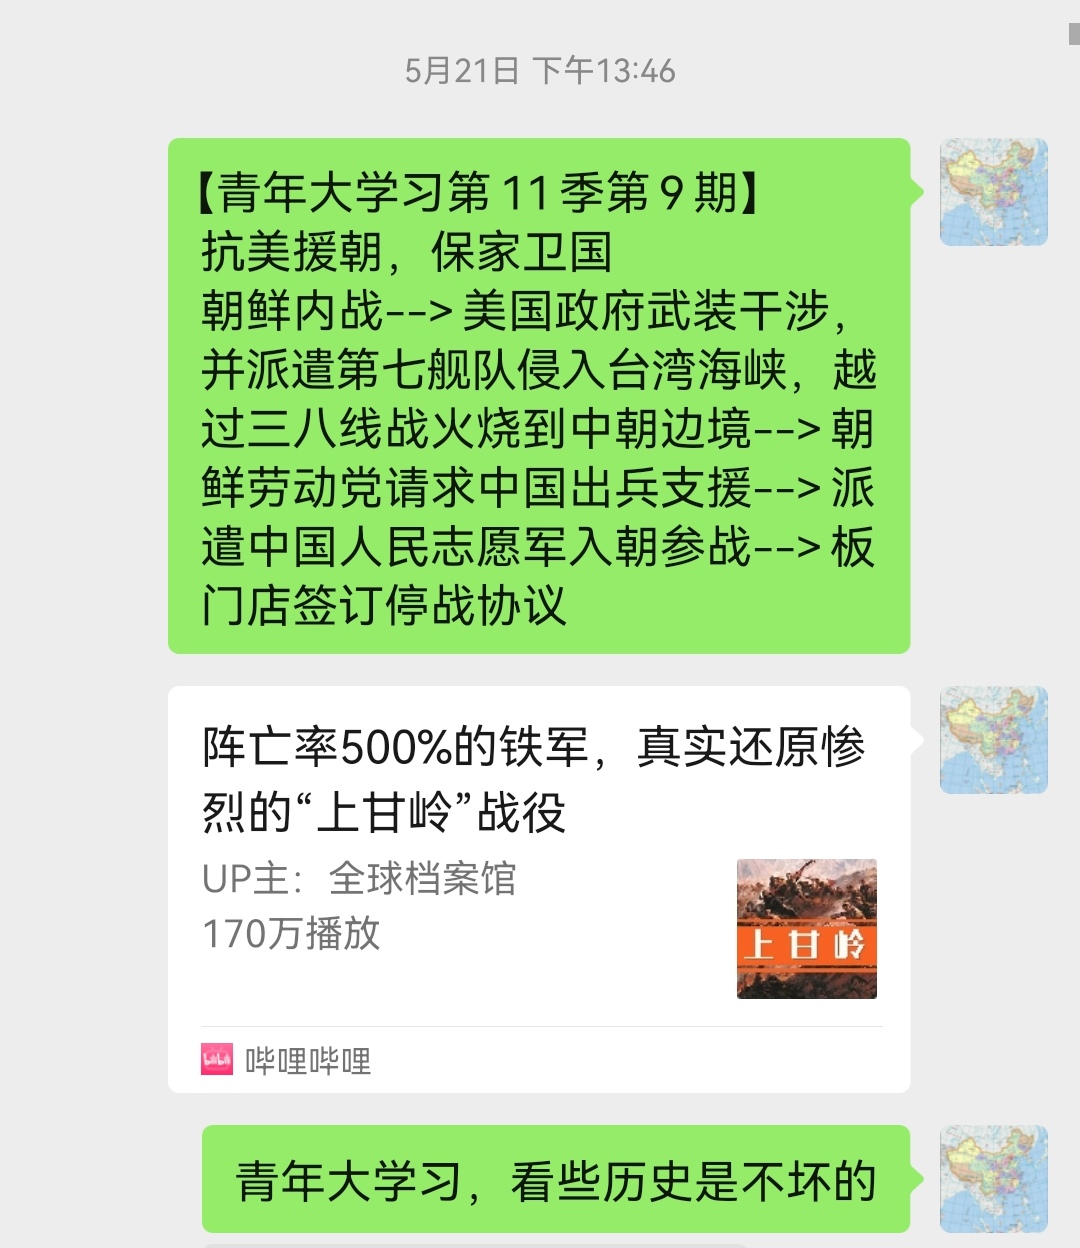 5月21日 下午13:46
【青年大学习第11季第9期】
抗美援朝，保家卫国
朝鲜内战-->美国政府武装干涉，
并派遣第七舰队侵入台湾海峡，越
过三八线战火烧到中朝边境-->朝
鲜劳动党请求中国出兵支援-->派
遣中国人民志愿军入朝参战-->板
门店签订停战协议
阵亡率500%的铁军，真实还原惨
烈的“上甘岭”战役
UP主：全球档案馆
170万播放
上甘岭
bilibili
哔哩哔哩
青年大学习，看些历史是不坏的